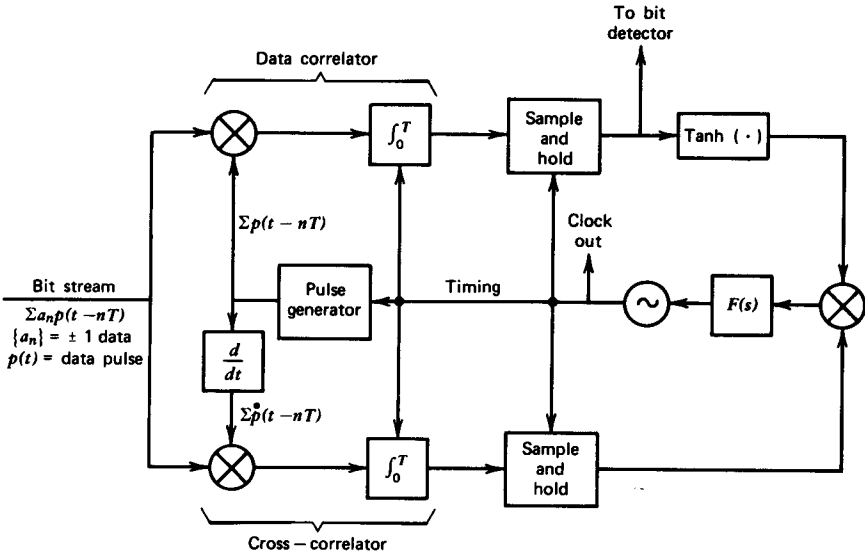 To bit
detector
Data correlator
∫₀ᵀ
Sample
and
hold
Tanh (·)
Σp(t − nT)
Clock
out
Bit stream
Σaₙp(t − nT)
{aₙ} = ± 1 data
p(t) = data pulse
Pulse
generator
Timing
~
F(s)
d
dt
Σṗ(t − nT)
∫₀ᵀ
Sample
and
hold
Cross – correlator